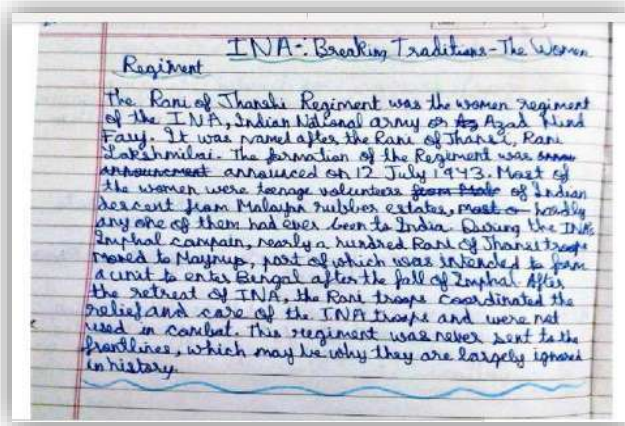 INA-: Breaking Traditions-The Women
Regiment
The Rani of Jhanshi Regiment was the women regiment
of the INA, Indian National army or Az Azad Hind
Fauj. It was named after the Rani of Jhansi, Rani
Lakshmibai. The formation of the Regiment was
announcement announced on 12 July 1943. Most of
the women were teenage volunteers from of Indian
descent from Malayan rubber estates, most o hardly
any one of them had ever been to India. During the INA's
Imphal campain, nearly a hundred Rani of Jhansi troops
moved to Maymyo, part of which was intended to form
a unit to enter Bengal after the fall of Imphal. After
the retreat of INA, the Rani troops coordinated the
relief and care of the INA troops and were not
used in combat. This regiment was never sent to the
frontlines, which may be why they are largely ignored
in history.